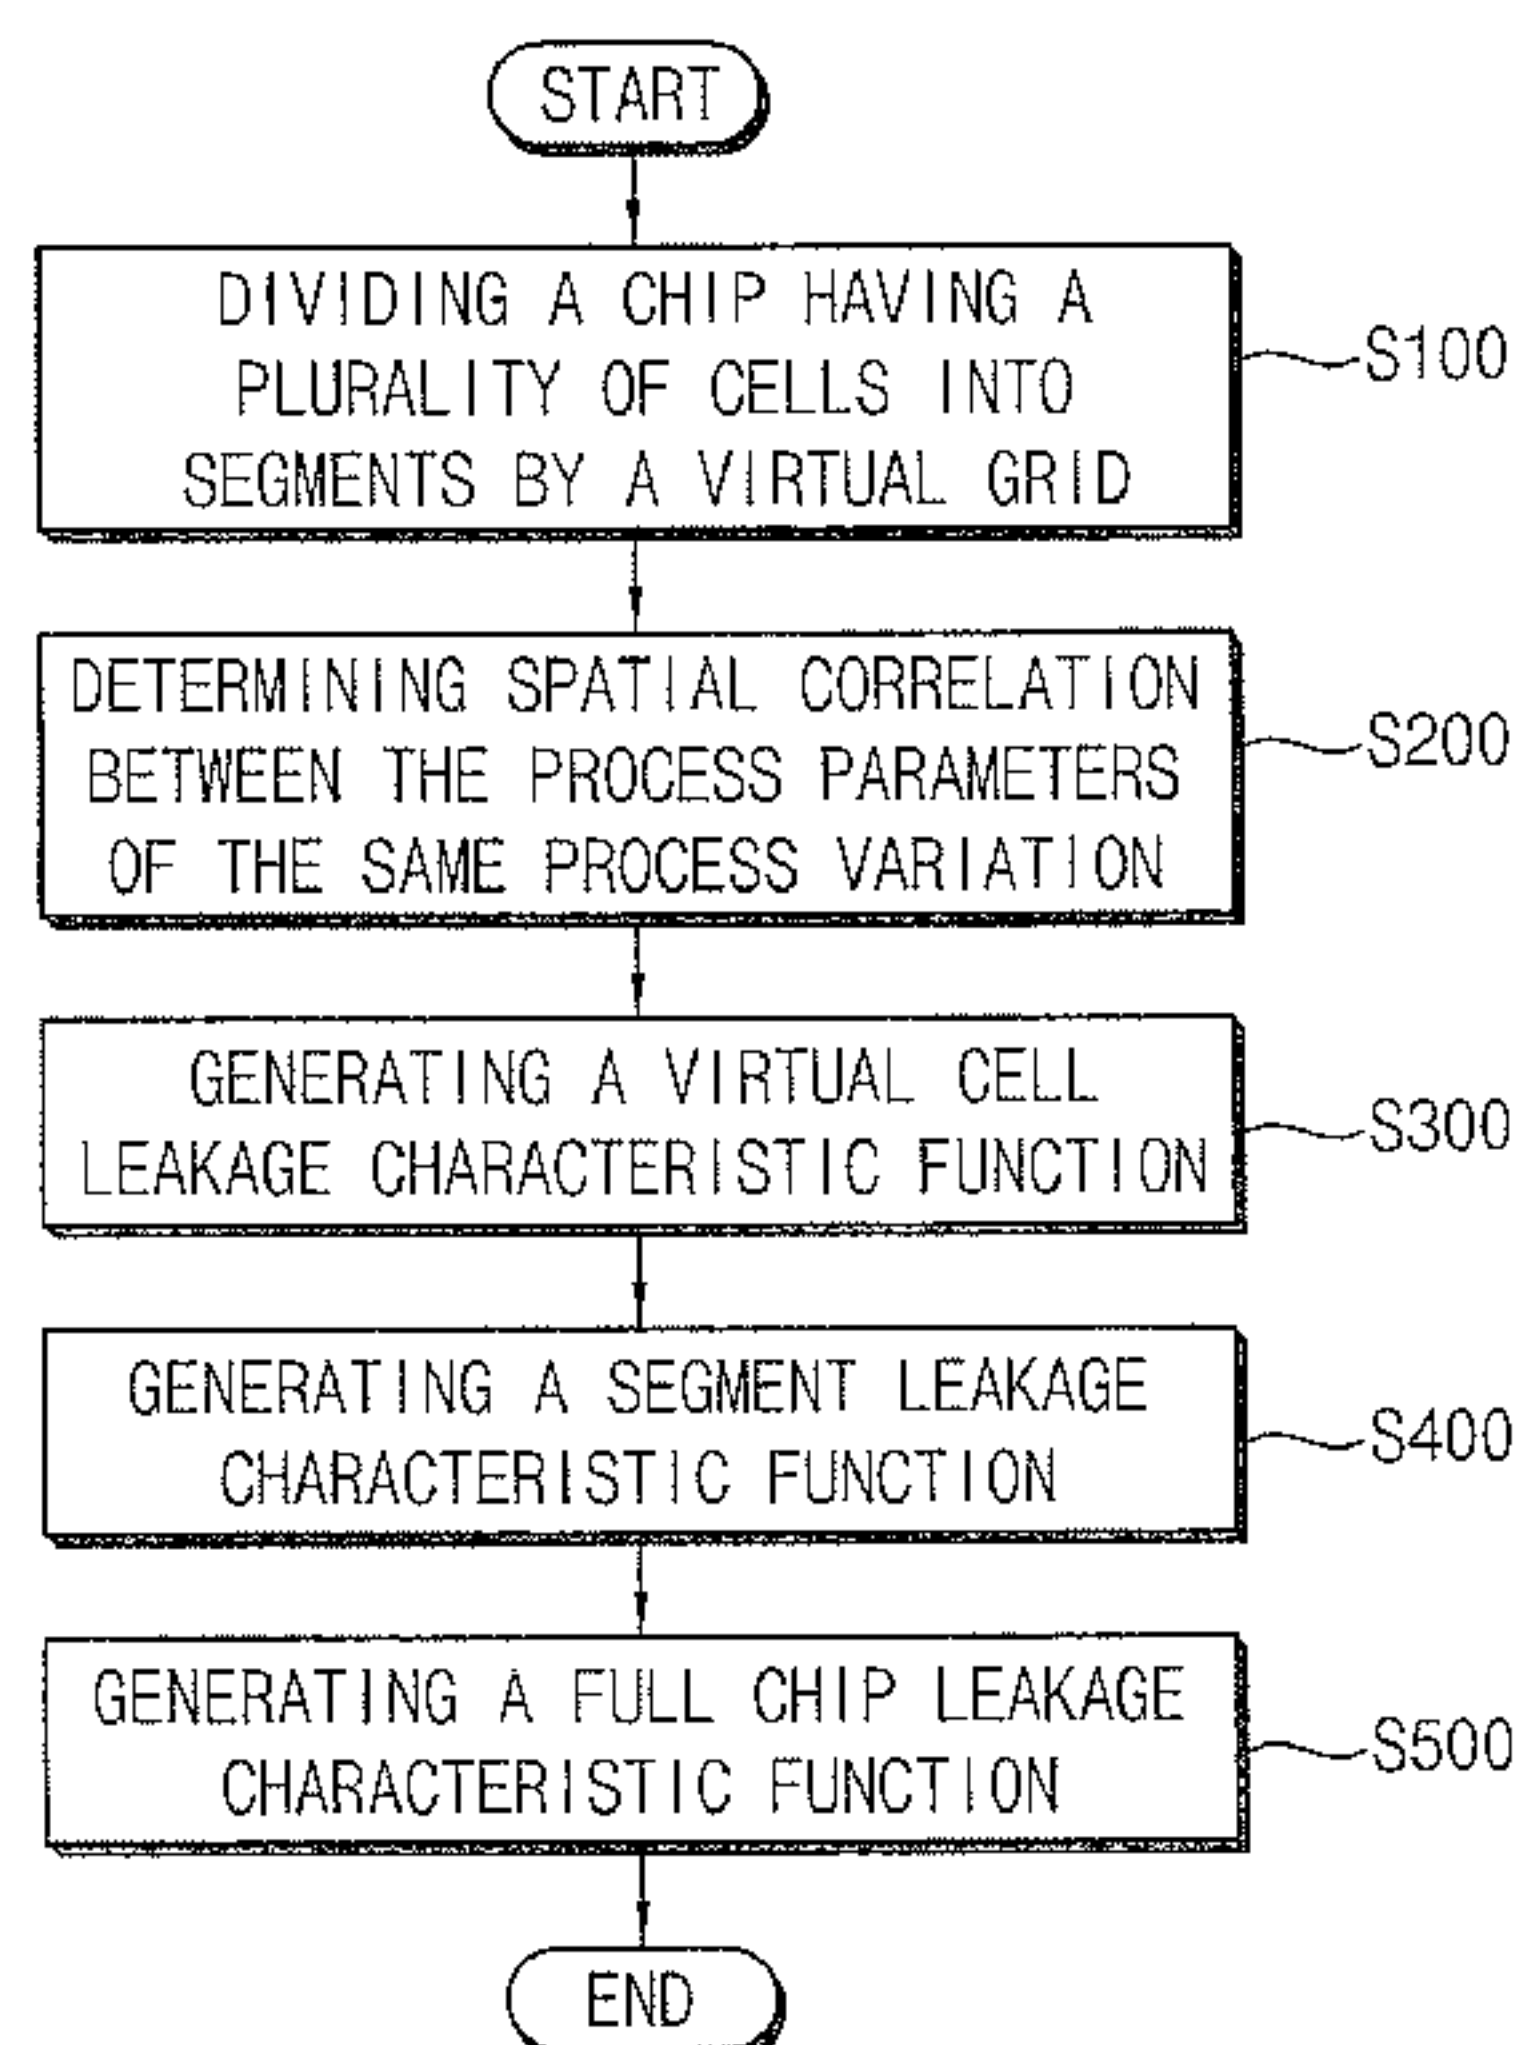 START
DIVIDING A CHIP HAVING A
PLURALITY OF CELLS INTO
SEGMENTS BY A VIRTUAL GRID
S100
DETERMINING SPATIAL CORRELATION
BETWEEN THE PROCESS PARAMETERS
OF THE SAME PROCESS VARIATION
S200
GENERATING A VIRTUAL CELL
LEAKAGE CHARACTERISTIC FUNCTION
S300
GENERATING A SEGMENT LEAKAGE
CHARACTERISTIC FUNCTION
S400
GENERATING A FULL CHIP LEAKAGE
CHARACTERISTIC FUNCTION
S500
END